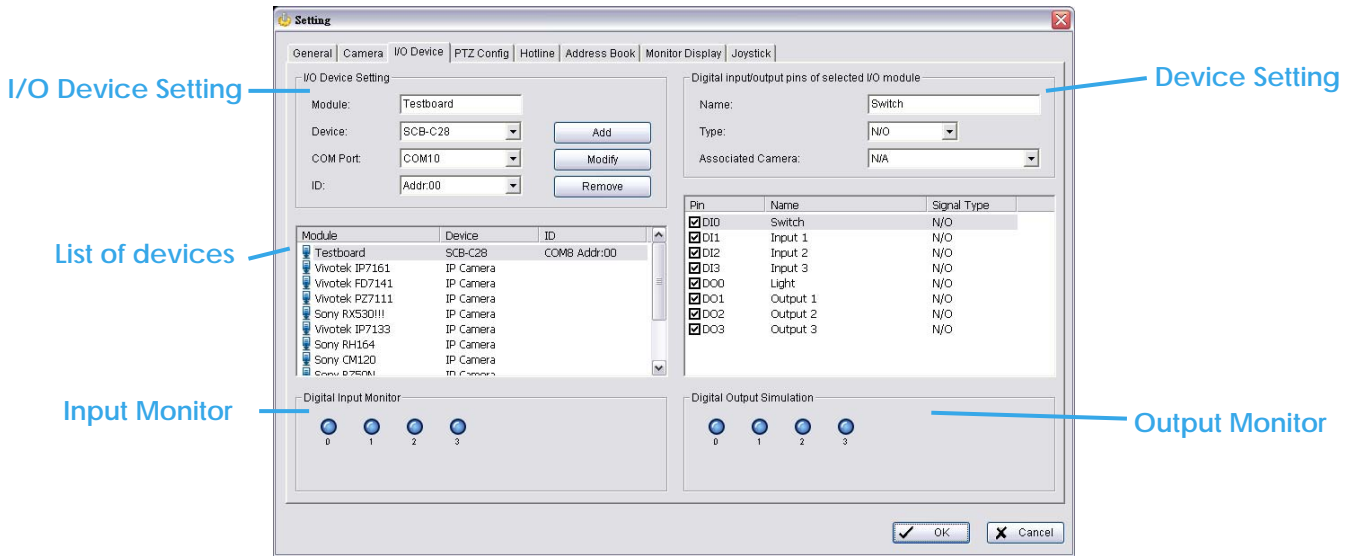 Setting
General Camera I/O Device PTZ Config Hotline Address Book Monitor Display Joystick
I/O Device Setting
I/O Device Setting
Module: Testboard
Device: SCB-C28 Add
COM Port: COM10 Modify
ID: Addr:00 Remove
Digital input/output pins of selected I/O module
Device Setting
Name: Switch
Type: N/O
Associated Camera: N/A
List of devices
Module Device ID
Testboard SCB-C28 COM8 Addr:00
Vivotek IP7161 IP Camera
Vivotek FD7141 IP Camera
Vivotek PZ7111 IP Camera
Sony RX530!!! IP Camera
Vivotek IP7133 IP Camera
Sony RH164 IP Camera
Sony CM120 IP Camera
Sony RZ50N IP Camera
Pin Name Signal Type
DI0 Switch N/O
DI1 Input 1 N/O
DI2 Input 2 N/O
DI3 Input 3 N/O
DO0 Light N/O
DO1 Output 1 N/O
DO2 Output 2 N/O
DO3 Output 3 N/O
Input Monitor
Digital Input Monitor
0 1 2 3
Digital Output Simulation
0 1 2 3
Output Monitor
OK Cancel